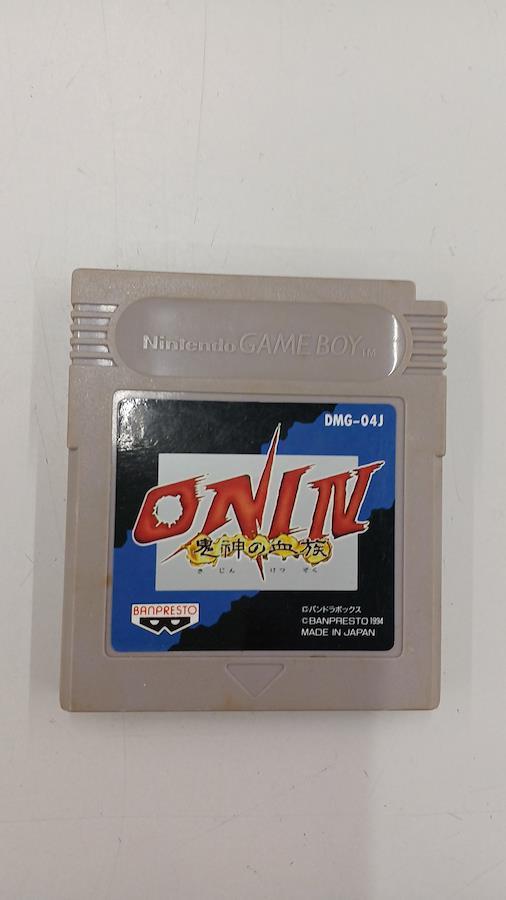 Nintendo GAME BOY TM
DMG-04J
ONI IV
鬼神の血族
きじん けつぞく
BANPRESTO
©パンドラボックス
©BANPRESTO 1994
MADE IN JAPAN